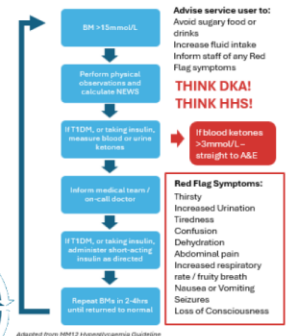 BM >15mmol/L
Perform physical
observations and
calculate NEWS
If T1DM, or taking insulin,
measure blood or urine
ketones
Inform medical team /
on-call doctor
If T1DM, or taking insulin,
administer short-acting
insulin as directed
Repeat BMs in 2-4hrs
until returned to normal
Adapted from MM12 Hyperglycaemia Guideline
Advise service user to:
Avoid sugary food or
drinks
Increase fluid intake
Inform staff of any Red
Flag symptoms
THINK DKA!
THINK HHS!
If blood ketones
>3mmol/L –
straight to A&E
Red Flag Symptoms:
Thirsty
Increased Urination
Tiredness
Confusion
Dehydration
Abdominal pain
Increased respiratory
rate / fruity breath
Nausea or Vomiting
Seizures
Loss of Consciousness